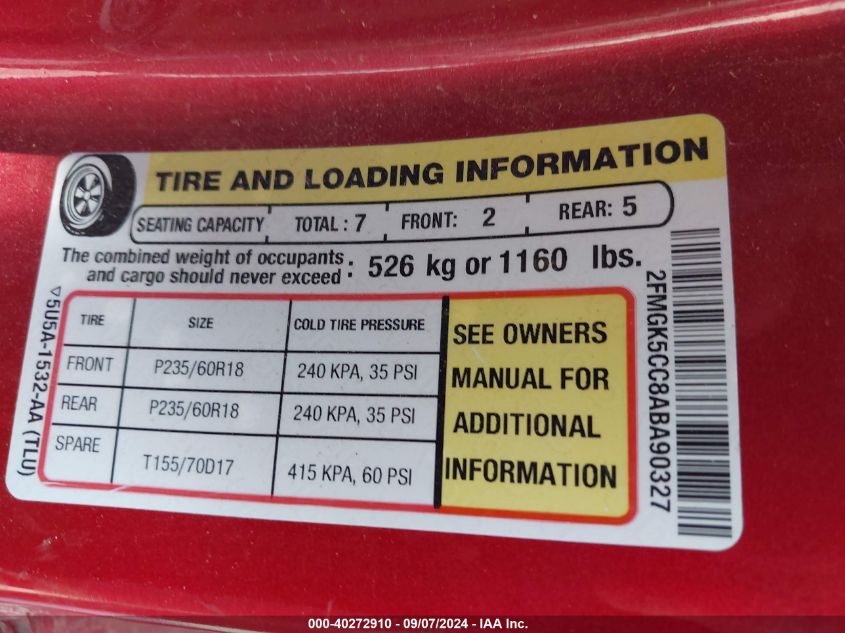 TIRE AND LOADING INFORMATION
SEATING CAPACITY TOTAL : 7 FRONT: 2 REAR: 5
The combined weight of occupants
and cargo should never exceed : 526 kg or 1160 lbs.
TIRE SIZE COLD TIRE PRESSURE
FRONT P235/60R18 240 KPA, 35 PSI
REAR P235/60R18 240 KPA, 35 PSI
SPARE T155/70D17 415 KPA, 60 PSI
SEE OWNERS
MANUAL FOR
ADDITIONAL
INFORMATION
5U5A-1532-AA (TLU)
2FMGK5CC8ABA90327
000-40272910 - 09/07/2024 - IAA Inc.